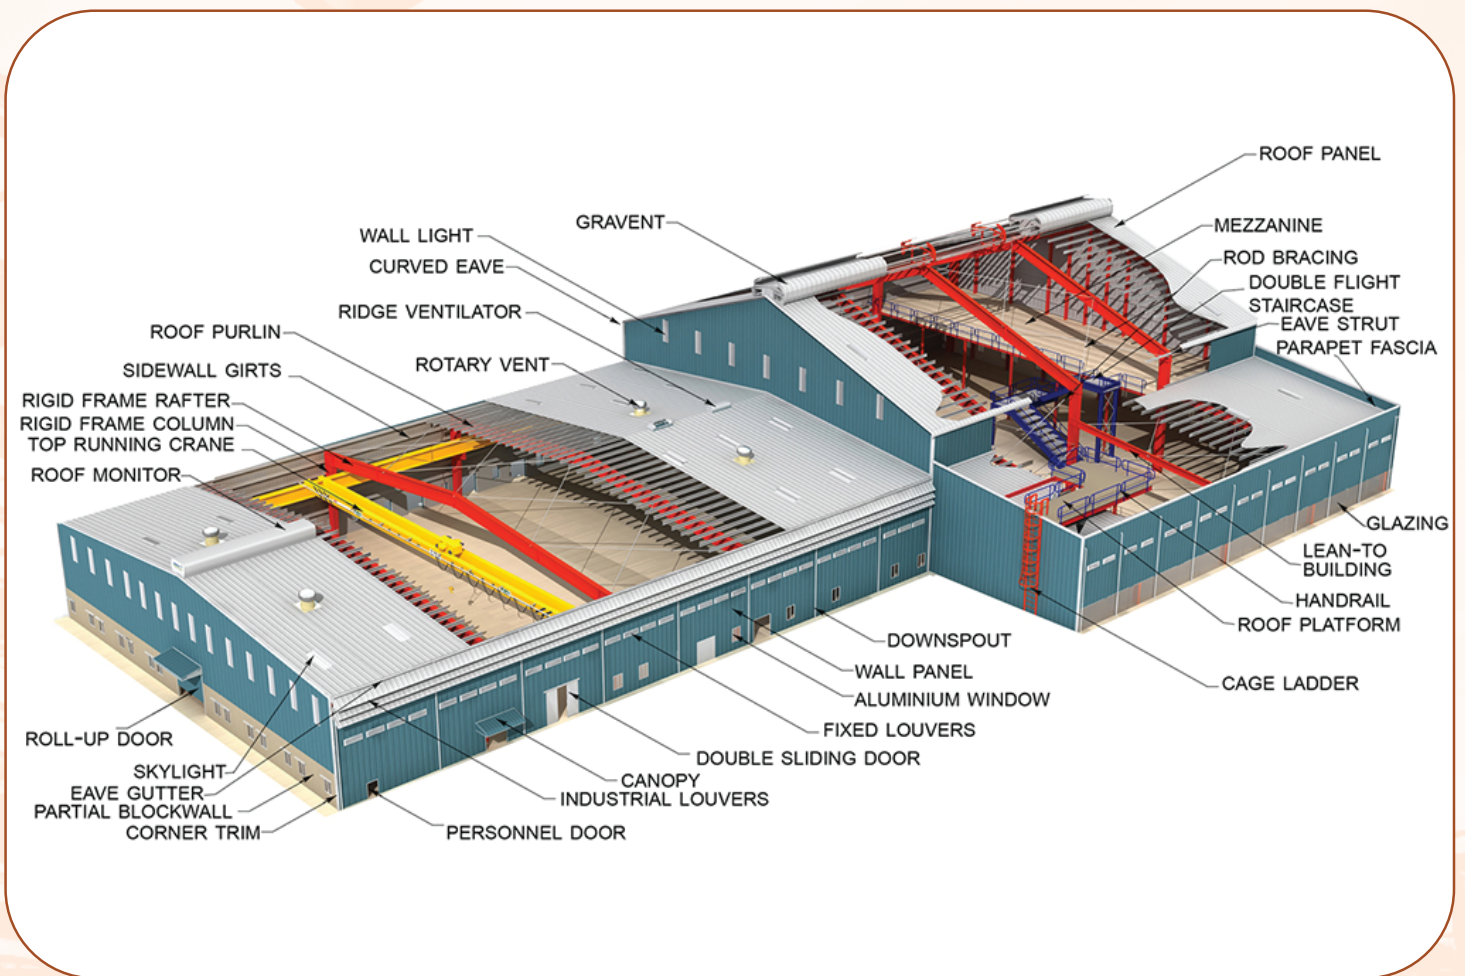 ROOF PANEL
GRAVENT
MEZZANINE
WALL LIGHT
ROD BRACING
CURVED EAVE
DOUBLE FLIGHT
STAIRCASE
RIDGE VENTILATOR
EAVE STRUT
ROOF PURLIN
PARAPET FASCIA
ROTARY VENT
SIDEWALL GIRTS
RIGID FRAME RAFTER
RIGID FRAME COLUMN
TOP RUNNING CRANE
ROOF MONITOR
GLAZING
LEAN-TO
BUILDING
HANDRAIL
ROOF PLATFORM
DOWNSPOUT
WALL PANEL
CAGE LADDER
ALUMINIUM WINDOW
FIXED LOUVERS
ROLL-UP DOOR
DOUBLE SLIDING DOOR
SKYLIGHT
CANOPY
EAVE GUTTER
INDUSTRIAL LOUVERS
PARTIAL BLOCKWALL
CORNER TRIM
PERSONNEL DOOR